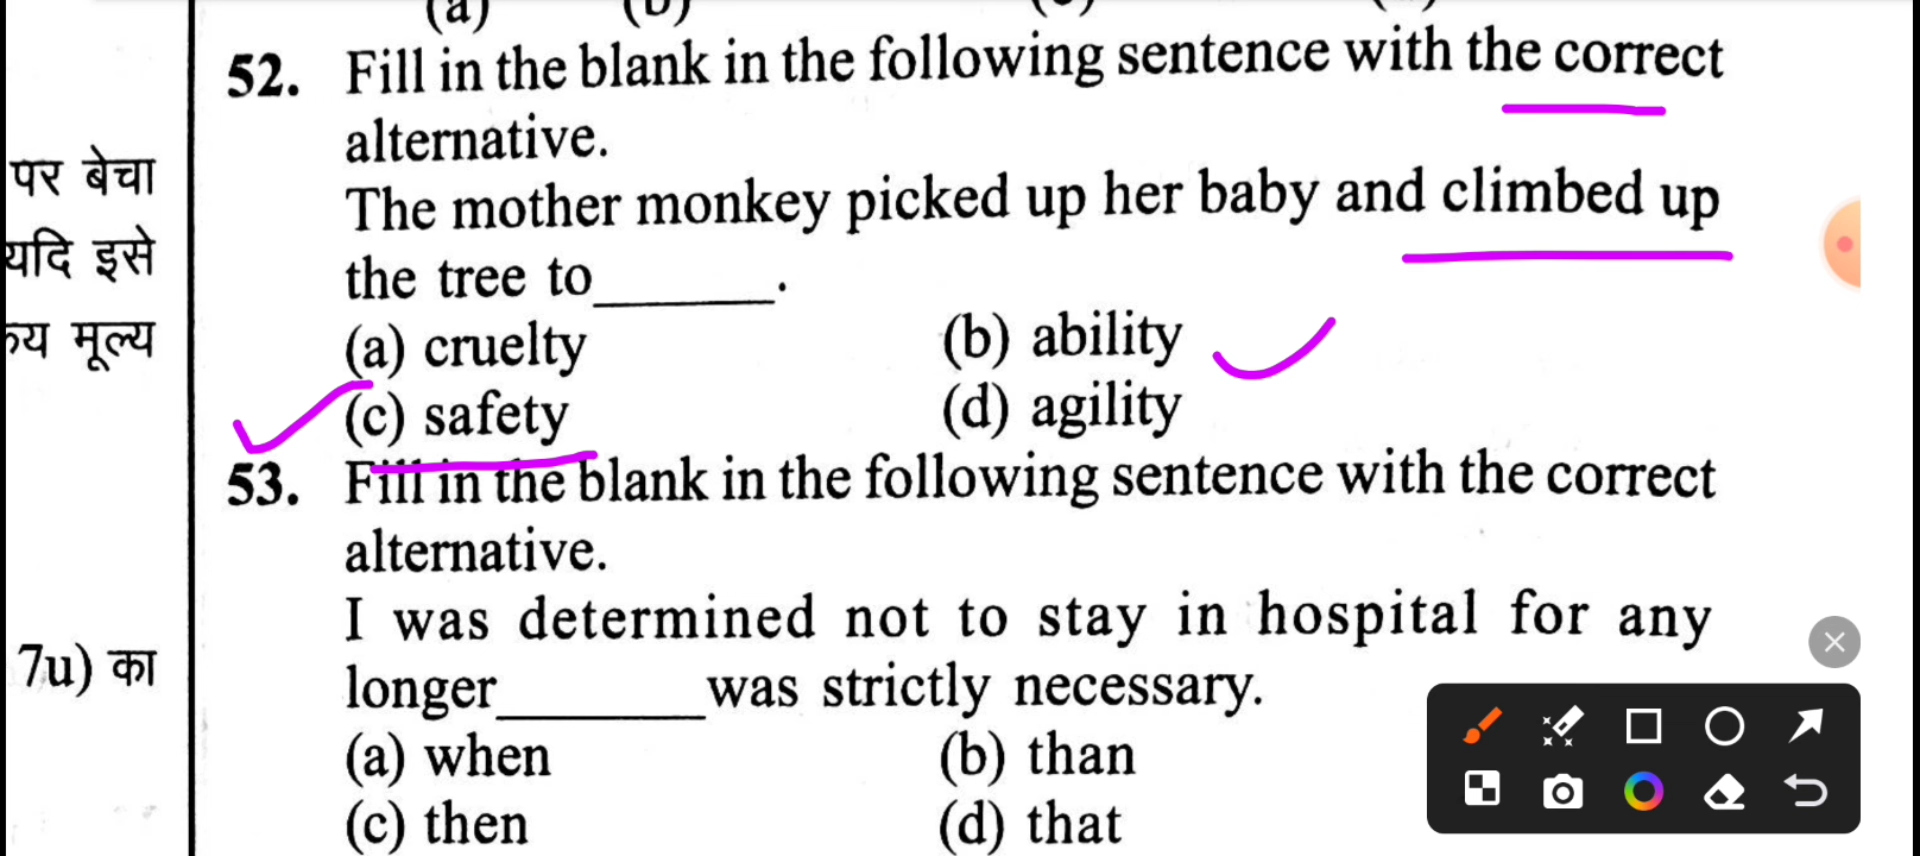 (a) (b)
52. Fill in the blank in the following sentence with the correct
alternative.
The mother monkey picked up her baby and climbed up
the tree to______.
(a) cruelty (b) ability
(c) safety (d) agility
53. Fill in the blank in the following sentence with the correct
alternative.
I was determined not to stay in hospital for any
longer______was strictly necessary.
(a) when (b) than
(c) then (d) that
पर बेचा
यदि इसे
मूल्य
7u) का